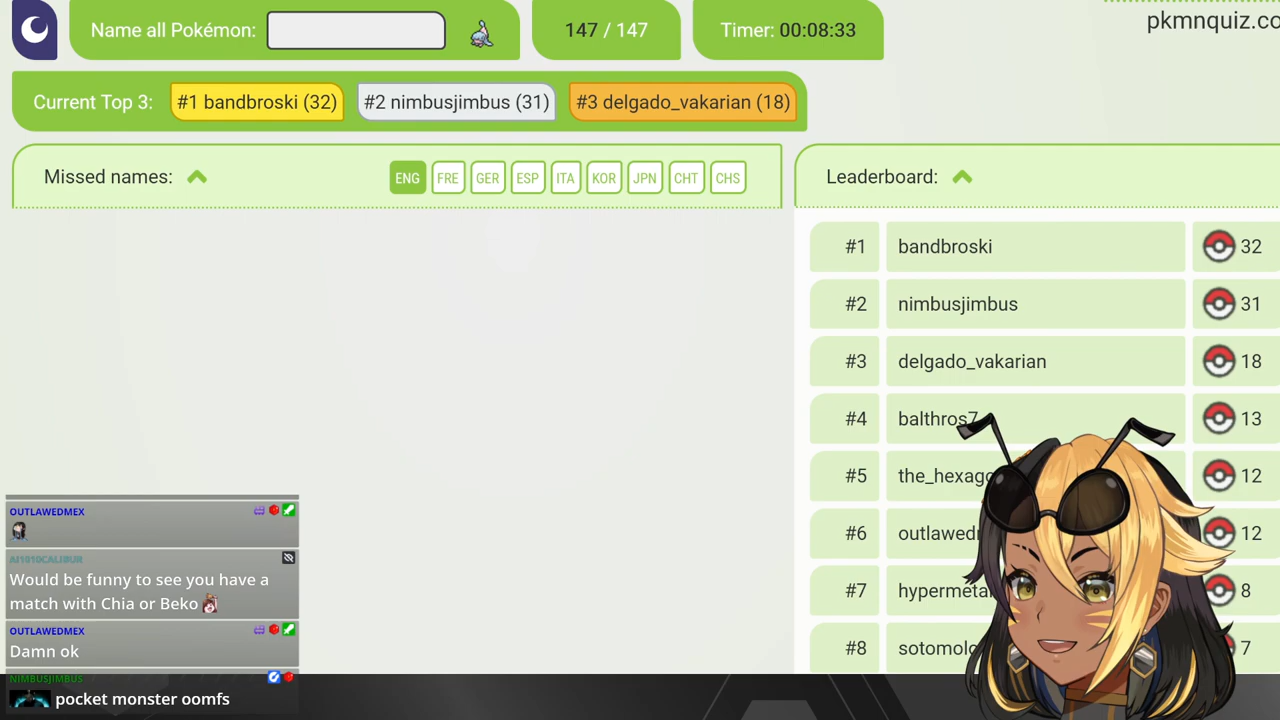 Name all Pokémon:
147 / 147
Timer: 00:08:33
pkmnquiz.co
Current Top 3:
#1 bandbroski (32)
#2 nimbusjimbus (31)
#3 delgado_vakarian (18)
Missed names:
ENG
FRE
GER
ESP
ITA
KOR
JPN
CHT
CHS
Leaderboard:
#1 bandbroski 32
#2 nimbusjimbus 31
#3 delgado_vakarian 18
#4 balthros7 13
#5 the_hexago 12
#6 outlawed 12
#7 hypermeta 8
#8 sotomolo 7
OUTLAWEDMEX
AI1010CALIBUR
Would be funny to see you have a
match with Chia or Beko
OUTLAWEDMEX
Damn ok
NIMBUSJIMBUS
pocket monster oomfs